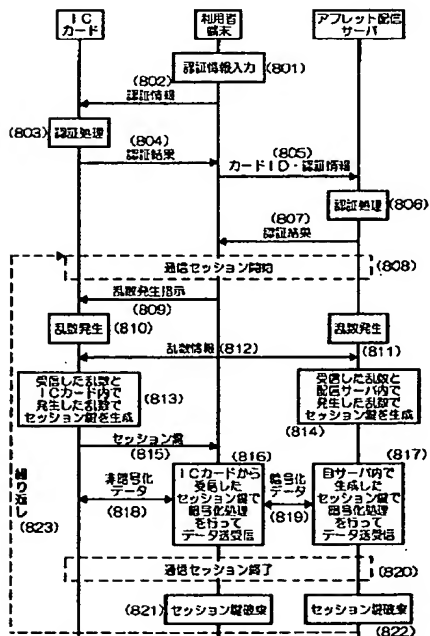 IC
カード
利用者
端末
アプレット配信
サーバ
認証情報入力
(801)
(802)
認証情報
(803)
認証処理
(804)
認証結果
(805)
カードID・認証情報
認証処理
(806)
(807)
認証結果
通信セッション開始
(808)
乱数発生指示
(809)
乱数発生
(810)
乱数発生
(811)
乱数情報
(812)
受信した乱数と
ICカード内で
発生した乱数で
セッション鍵を生成
(813)
受信した乱数と
配信サーバ内で
発生した乱数で
セッション鍵を生成
(814)
セッション鍵
(815)
(816)
ICカードから
受信した
セッション鍵で
暗号化処理
を行って
データ送受信
(817)
自サーバ内で
生成した
セッション鍵で
暗号化処理
を行って
データ送受信
非暗号化
データ
(818)
暗号化
データ
(819)
繰り返し
(823)
通信セッション終了
(820)
(821)
セッション鍵破棄
セッション鍵破棄
(822)